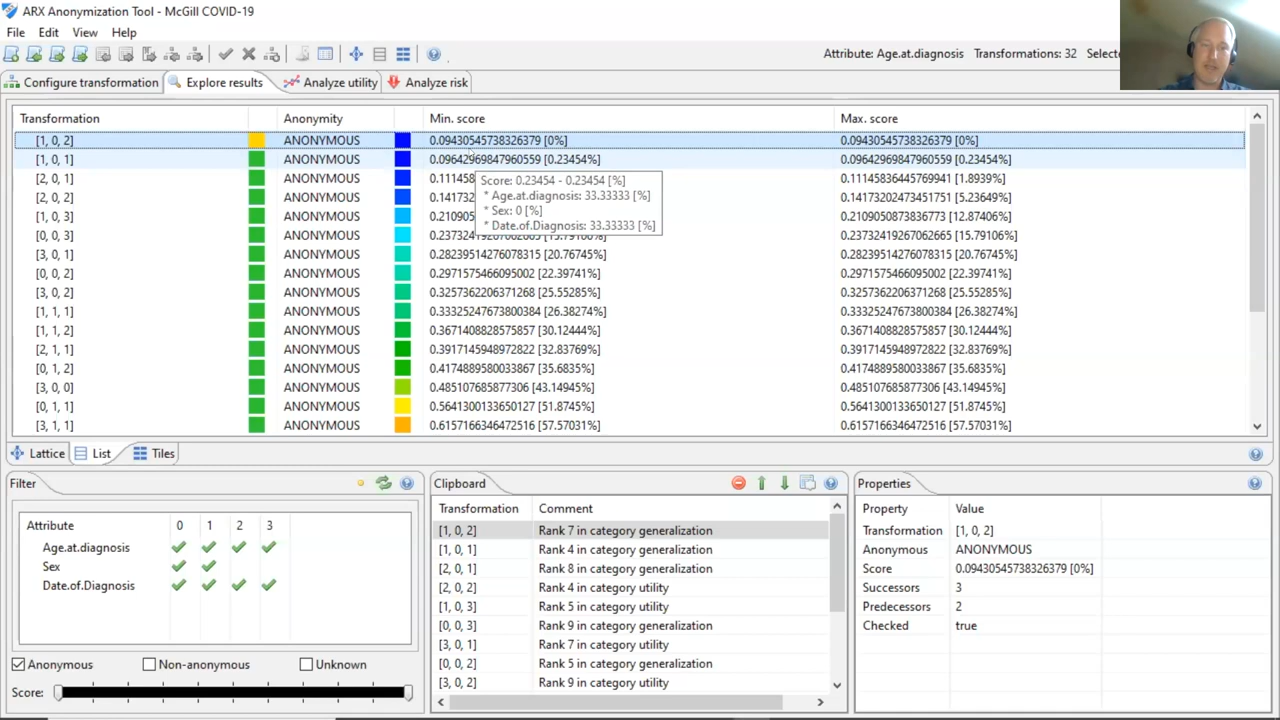 ARX Anonymization Tool - McGill COVID-19
File Edit View Help
Attribute: Age.at.diagnosis Transformations: 32 Selecte
Configure transformation Explore results Analyze utility Analyze risk
Transformation Anonymity Min. score Max. score
[1, 0, 2] ANONYMOUS 0.09430545738326379 [0%] 0.09430545738326379 [0%]
[1, 0, 1] ANONYMOUS 0.09642969847960559 [0.23454%] 0.09642969847960559 [0.23454%]
[2, 0, 1] ANONYMOUS 0.111458 0.11145836445769941 [1.8939%]
Score: 0.23454 - 0.23454 [%]
[2, 0, 2] ANONYMOUS 0.141732 0.14173202473451751 [5.23649%]
* Age.at.diagnosis: 33.33333 [%]
* Sex: 0 [%]
[1, 0, 3] ANONYMOUS 0.210905 0.2109050873836773 [12.87406%]
* Date.of.Diagnosis: 33.33333 [%]
[0, 0, 3] ANONYMOUS 0.23732419267062665 [15.79106%] 0.23732419267062665 [15.79106%]
[3, 0, 1] ANONYMOUS 0.28239514276078315 [20.76745%] 0.28239514276078315 [20.76745%]
[0, 0, 2] ANONYMOUS 0.2971575466095002 [22.39741%] 0.2971575466095002 [22.39741%]
[3, 0, 2] ANONYMOUS 0.3257362206371268 [25.55285%] 0.3257362206371268 [25.55285%]
[1, 1, 1] ANONYMOUS 0.33325247673800384 [26.38274%] 0.33325247673800384 [26.38274%]
[1, 1, 2] ANONYMOUS 0.3671408828575857 [30.12444%] 0.3671408828575857 [30.12444%]
[2, 1, 1] ANONYMOUS 0.3917145948972822 [32.83769%] 0.3917145948972822 [32.83769%]
[0, 1, 2] ANONYMOUS 0.4174889580033867 [35.6835%] 0.4174889580033867 [35.6835%]
[3, 0, 0] ANONYMOUS 0.485107685877306 [43.14945%] 0.485107685877306 [43.14945%]
[0, 1, 1] ANONYMOUS 0.5641300133650127 [51.8745%] 0.5641300133650127 [51.8745%]
[3, 1, 1] ANONYMOUS 0.6157166346472516 [57.57031%] 0.6157166346472516 [57.57031%]
Lattice List Tiles
Filter
Attribute 0 1 2 3
Age.at.diagnosis
Sex
Date.of.Diagnosis
Anonymous Non-anonymous Unknown
Score:
Clipboard
Transformation Comment
[1, 0, 2] Rank 7 in category generalization
[1, 0, 1] Rank 4 in category generalization
[2, 0, 1] Rank 8 in category generalization
[2, 0, 2] Rank 4 in category utility
[1, 0, 3] Rank 5 in category utility
[0, 0, 3] Rank 9 in category generalization
[3, 0, 1] Rank 7 in category utility
[0, 0, 2] Rank 5 in category generalization
[3, 0, 2] Rank 9 in category utility
Properties
Property Value
Transformation [1, 0, 2]
Anonymous ANONYMOUS
Score 0.09430545738326379 [0%]
Successors 3
Predecessors 2
Checked true